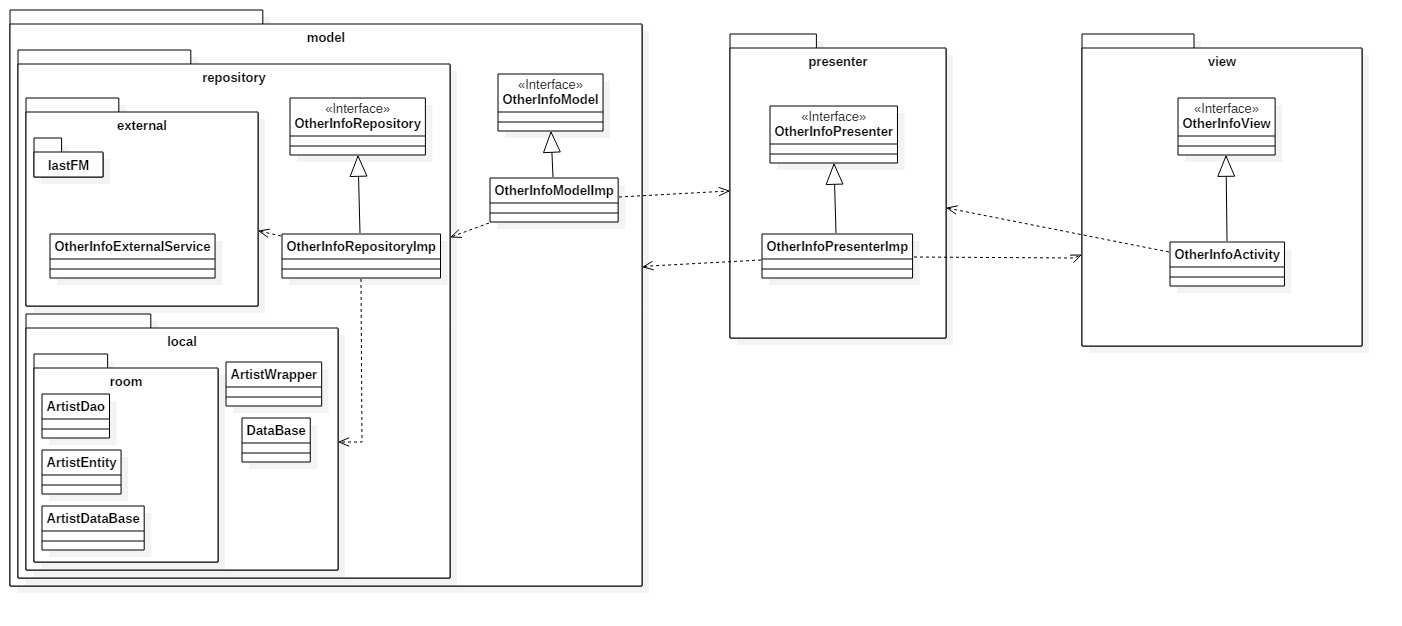 model
repository
external
lastFM
OtherInfoExternalService
«Interface»
OtherInfoRepository
OtherInfoRepositoryImp
local
room
ArtistDao
ArtistEntity
ArtistDataBase
ArtistWrapper
DataBase
«Interface»
OtherInfoModel
OtherInfoModelImp
presenter
«Interface»
OtherInfoPresenter
OtherInfoPresenterImp
view
«Interface»
OtherInfoView
OtherInfoActivity